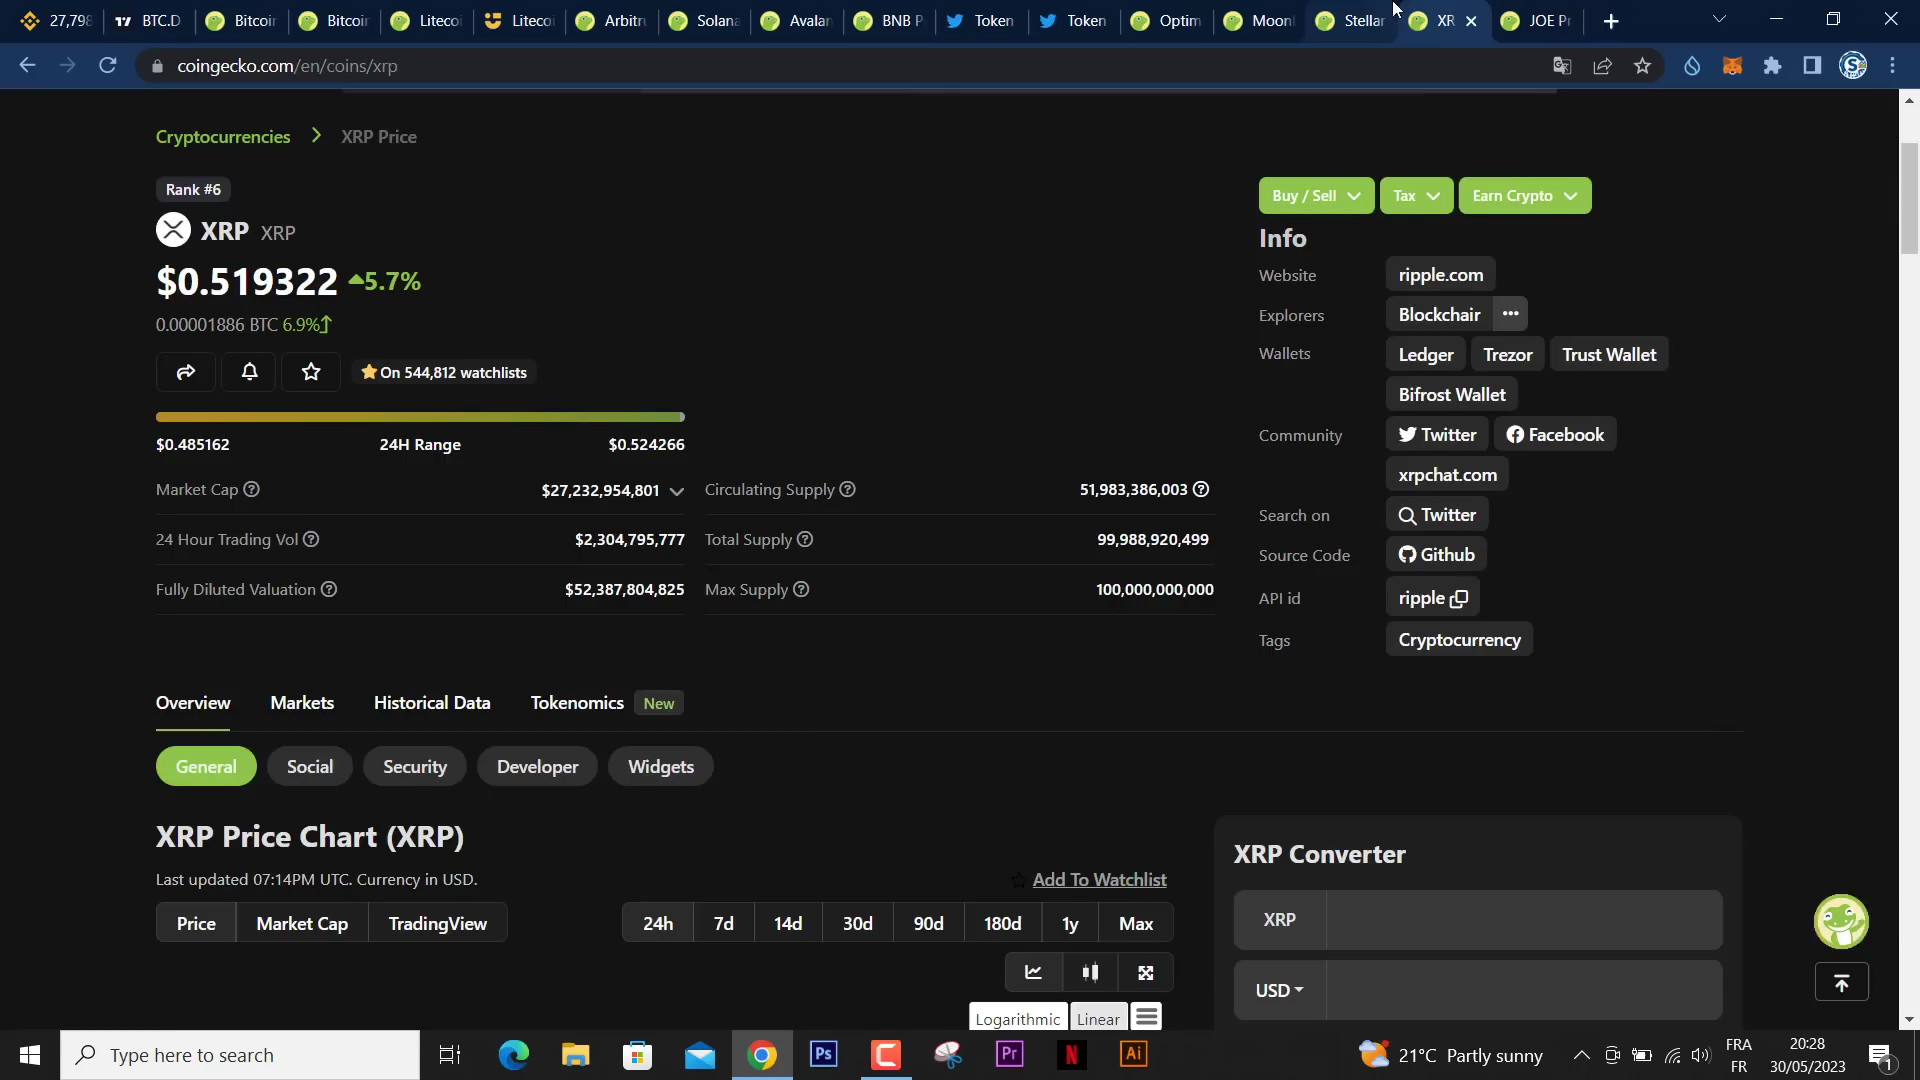 27,798 BTC.D Bitcoin Bitcoin Liteco Litecoi Arbitru Solana Avalan BNB P Token Token Optim Moon Stellar XR JOE Pr
coingecko.com/en/coins/xrp
Cryptocurrencies XRP Price
Rank #6
XRP XRP
$0.519322 5.7%
0.00001886 BTC 6.9%
On 544,812 watchlists
$0.485162 24H Range $0.524266
Market Cap $27,232,954,801 Circulating Supply 51,983,386,003
24 Hour Trading Vol $2,304,795,777 Total Supply 99,988,920,499
Fully Diluted Valuation $52,387,804,825 Max Supply 100,000,000,000
Buy / Sell Tax Earn Crypto
Info
Website ripple.com
Explorers Blockchair
Wallets Ledger Trezor Trust Wallet
Bifrost Wallet
Community Twitter Facebook
xrpchat.com
Search on Twitter
Source Code Github
API id ripple
Tags Cryptocurrency
Overview Markets Historical Data Tokenomics New
General Social Security Developer Widgets
XRP Price Chart (XRP)
Last updated 07:14PM UTC. Currency in USD.
Add To Watchlist
Price Market Cap TradingView
24h 7d 14d 30d 90d 180d 1y Max
Logarithmic Linear
XRP Converter
XRP
USD
Type here to search
Ps Pr N Ai
21°C Partly sunny
FRA
FR
20:28
30/05/2023
1